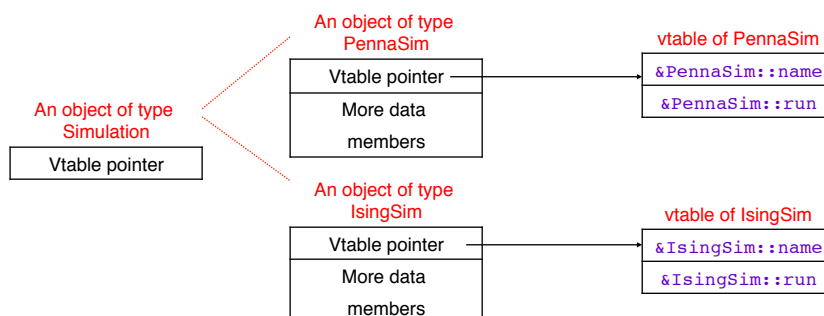 An object of type
Simulation
Vtable pointer
An object of type
PennaSim
Vtable pointer
More data
members
vtable of PennaSim
&PennaSim::name
&PennaSim::run
An object of type
IsingSim
Vtable pointer
More data
members
vtable of IsingSim
&IsingSim::name
&IsingSim::run